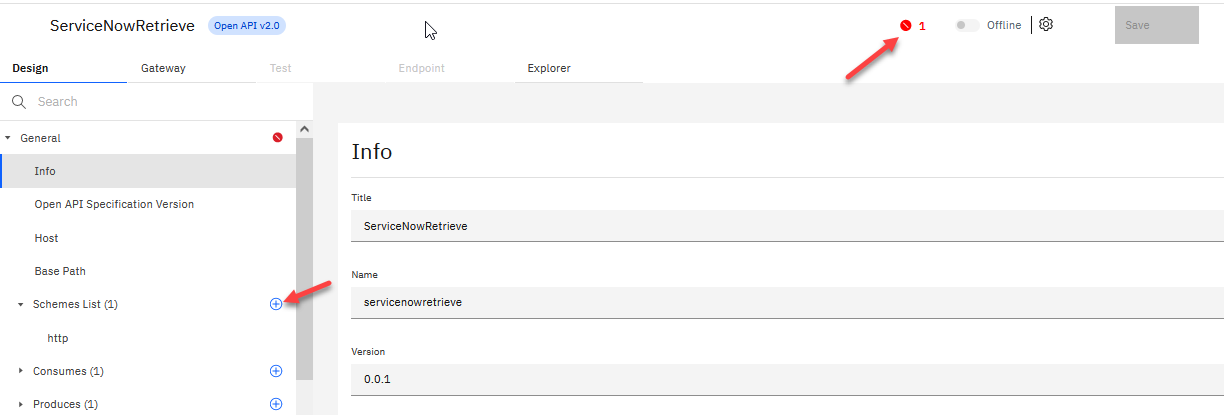 ServiceNowRetrieve Open API v2.0 1 Offline Save
Design Gateway Test Endpoint Explorer
Search
General
Info
Open API Specification Version
Host
Base Path
Schemes List (1)
http
Consumes (1)
Produces (1)
Info
Title
ServiceNowRetrieve
Name
servicenowretrieve
Version
0.0.1